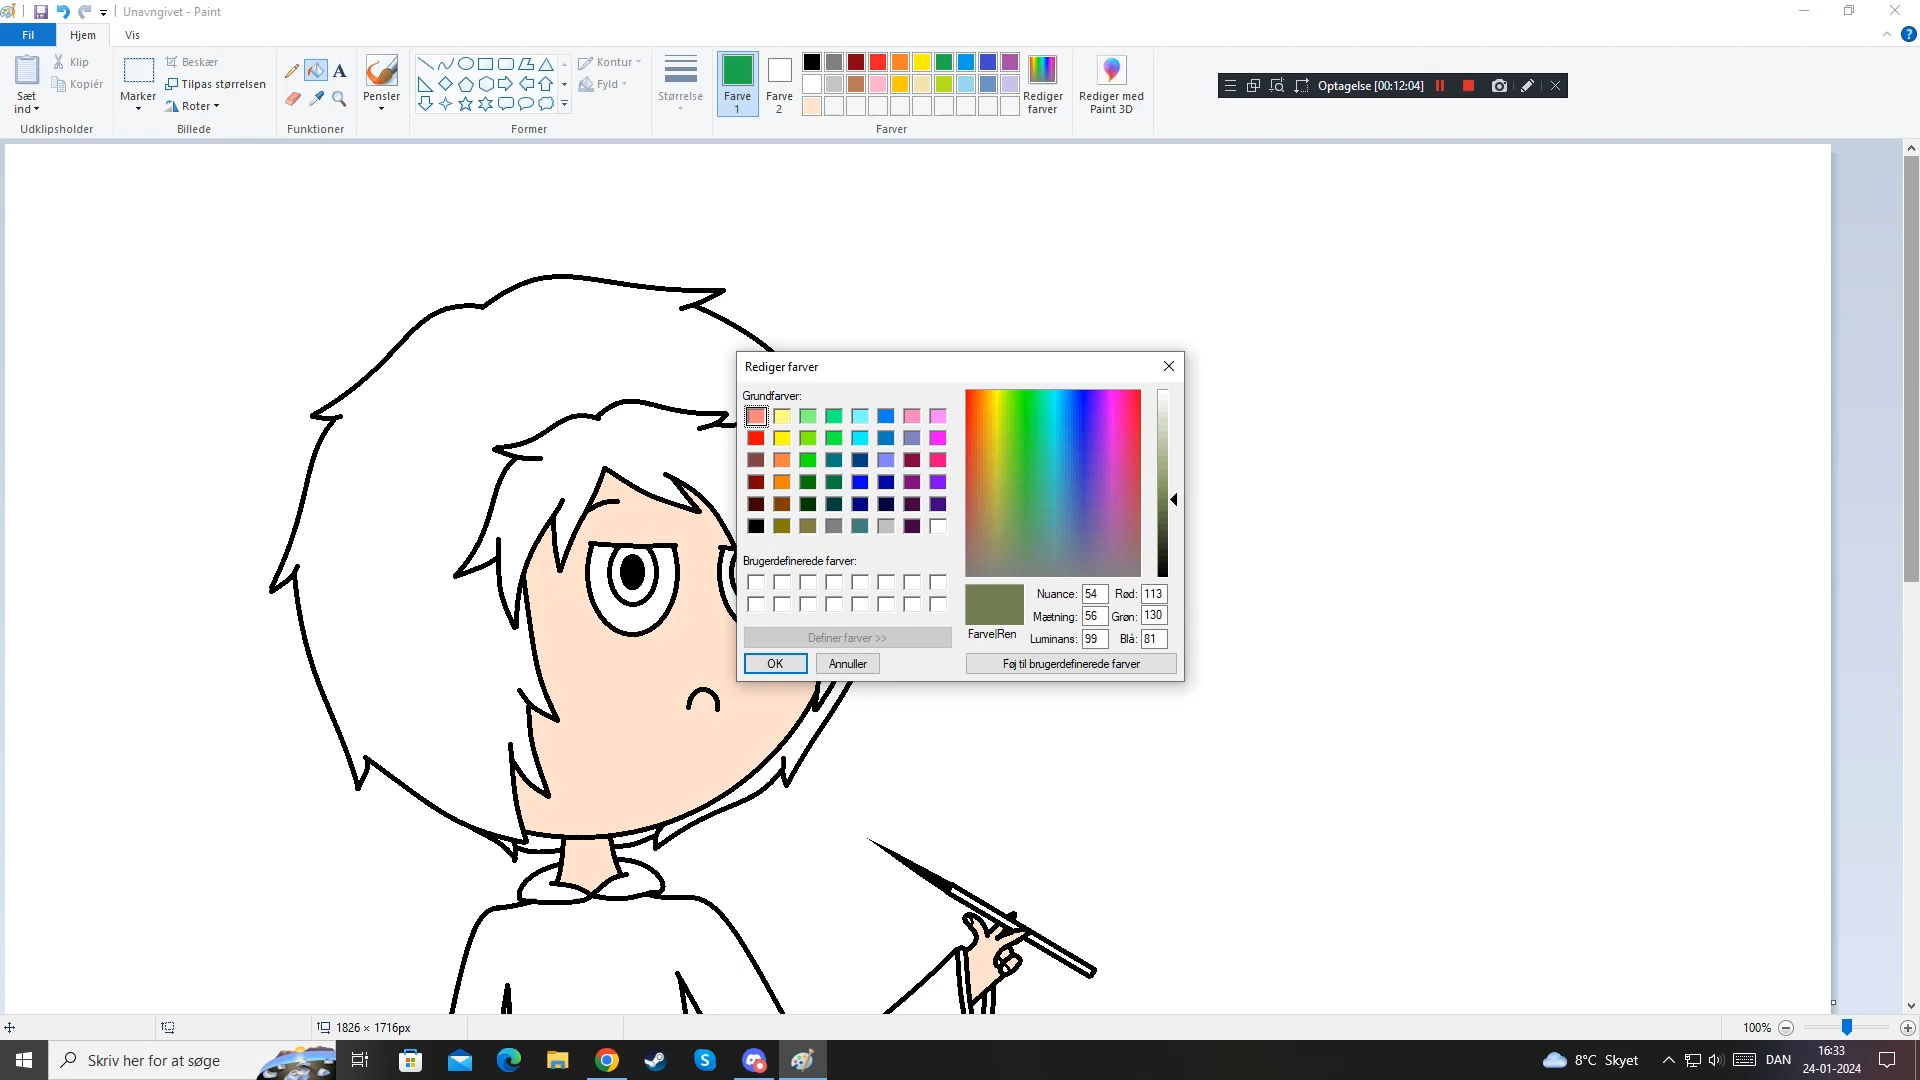 Unavngivet - Paint
Fil
Hjem
Vis
Sæt
ind
Klip
Kopiér
Udklipsholder
Marker
Beskær
Tilpas størrelsen
Roter
Billede
A
Funktioner
Pensler
Kontur
Fyld
Former
Størrelse
Farve
1
Farve
2
Rediger
farver
Farver
Rediger med
Paint 3D
Optagelse [00:12:04]
Rediger farver
Grundfarver:
Brugerdefinerede farver:
Definer farver >>
OK
Annuller
Farve|Ren
Nuance: 54
Rød: 113
Mætning: 56
Grøn: 130
Luminans: 99
Blå: 81
Føj til brugerdefinerede farver
1826 × 1716px
100%
Skriv her for at søge
8°C Skyet
DAN
16:33
24-01-2024